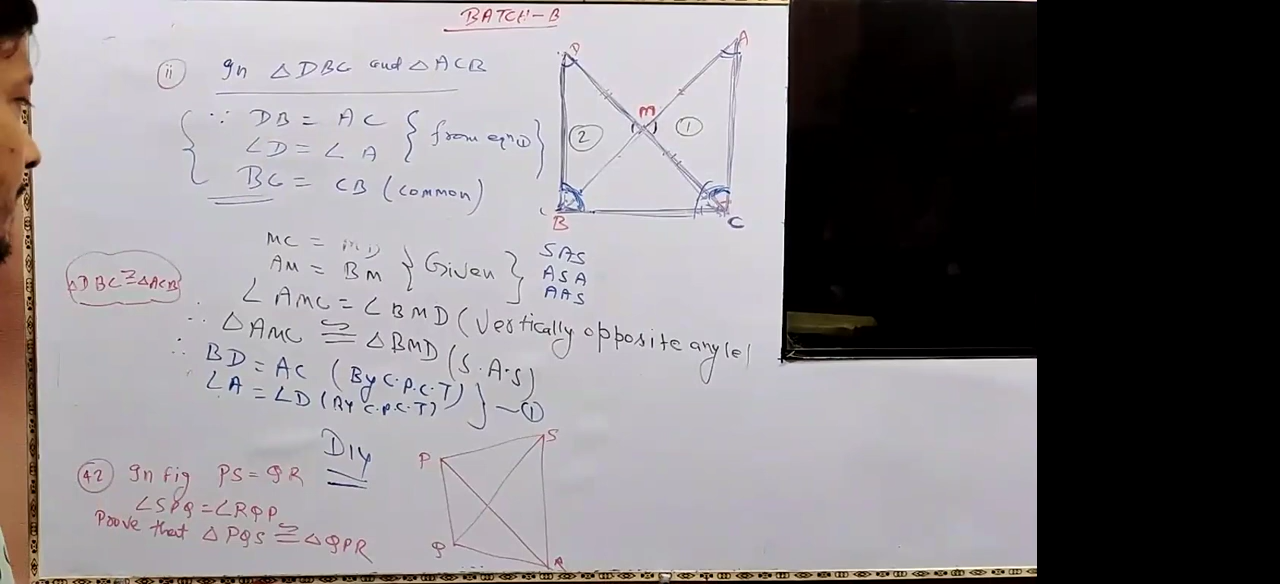 BATCH-B
(ii) In △DBC and △ACB
∵ DB = AC
∠D = ∠A } from eqn ①
BC = CB (common)
D A
M
② ①
B C
MC = MD
AM = BM } Given
SAS
ASA
AAS
∠AMC = ∠BMD (Vertically opposite angle)
△DBC ≅ △ACB
∴ △AMC ≅ △BMD (S.A.S)
∴ BD = AC (By C.P.C.T)
∠A = ∠D (By C.P.C.T) } — ①
DIY
42 In fig PS = QR
∠SPQ = ∠RQP
Prove that △PQS ≅ △QPR
P S
Q R